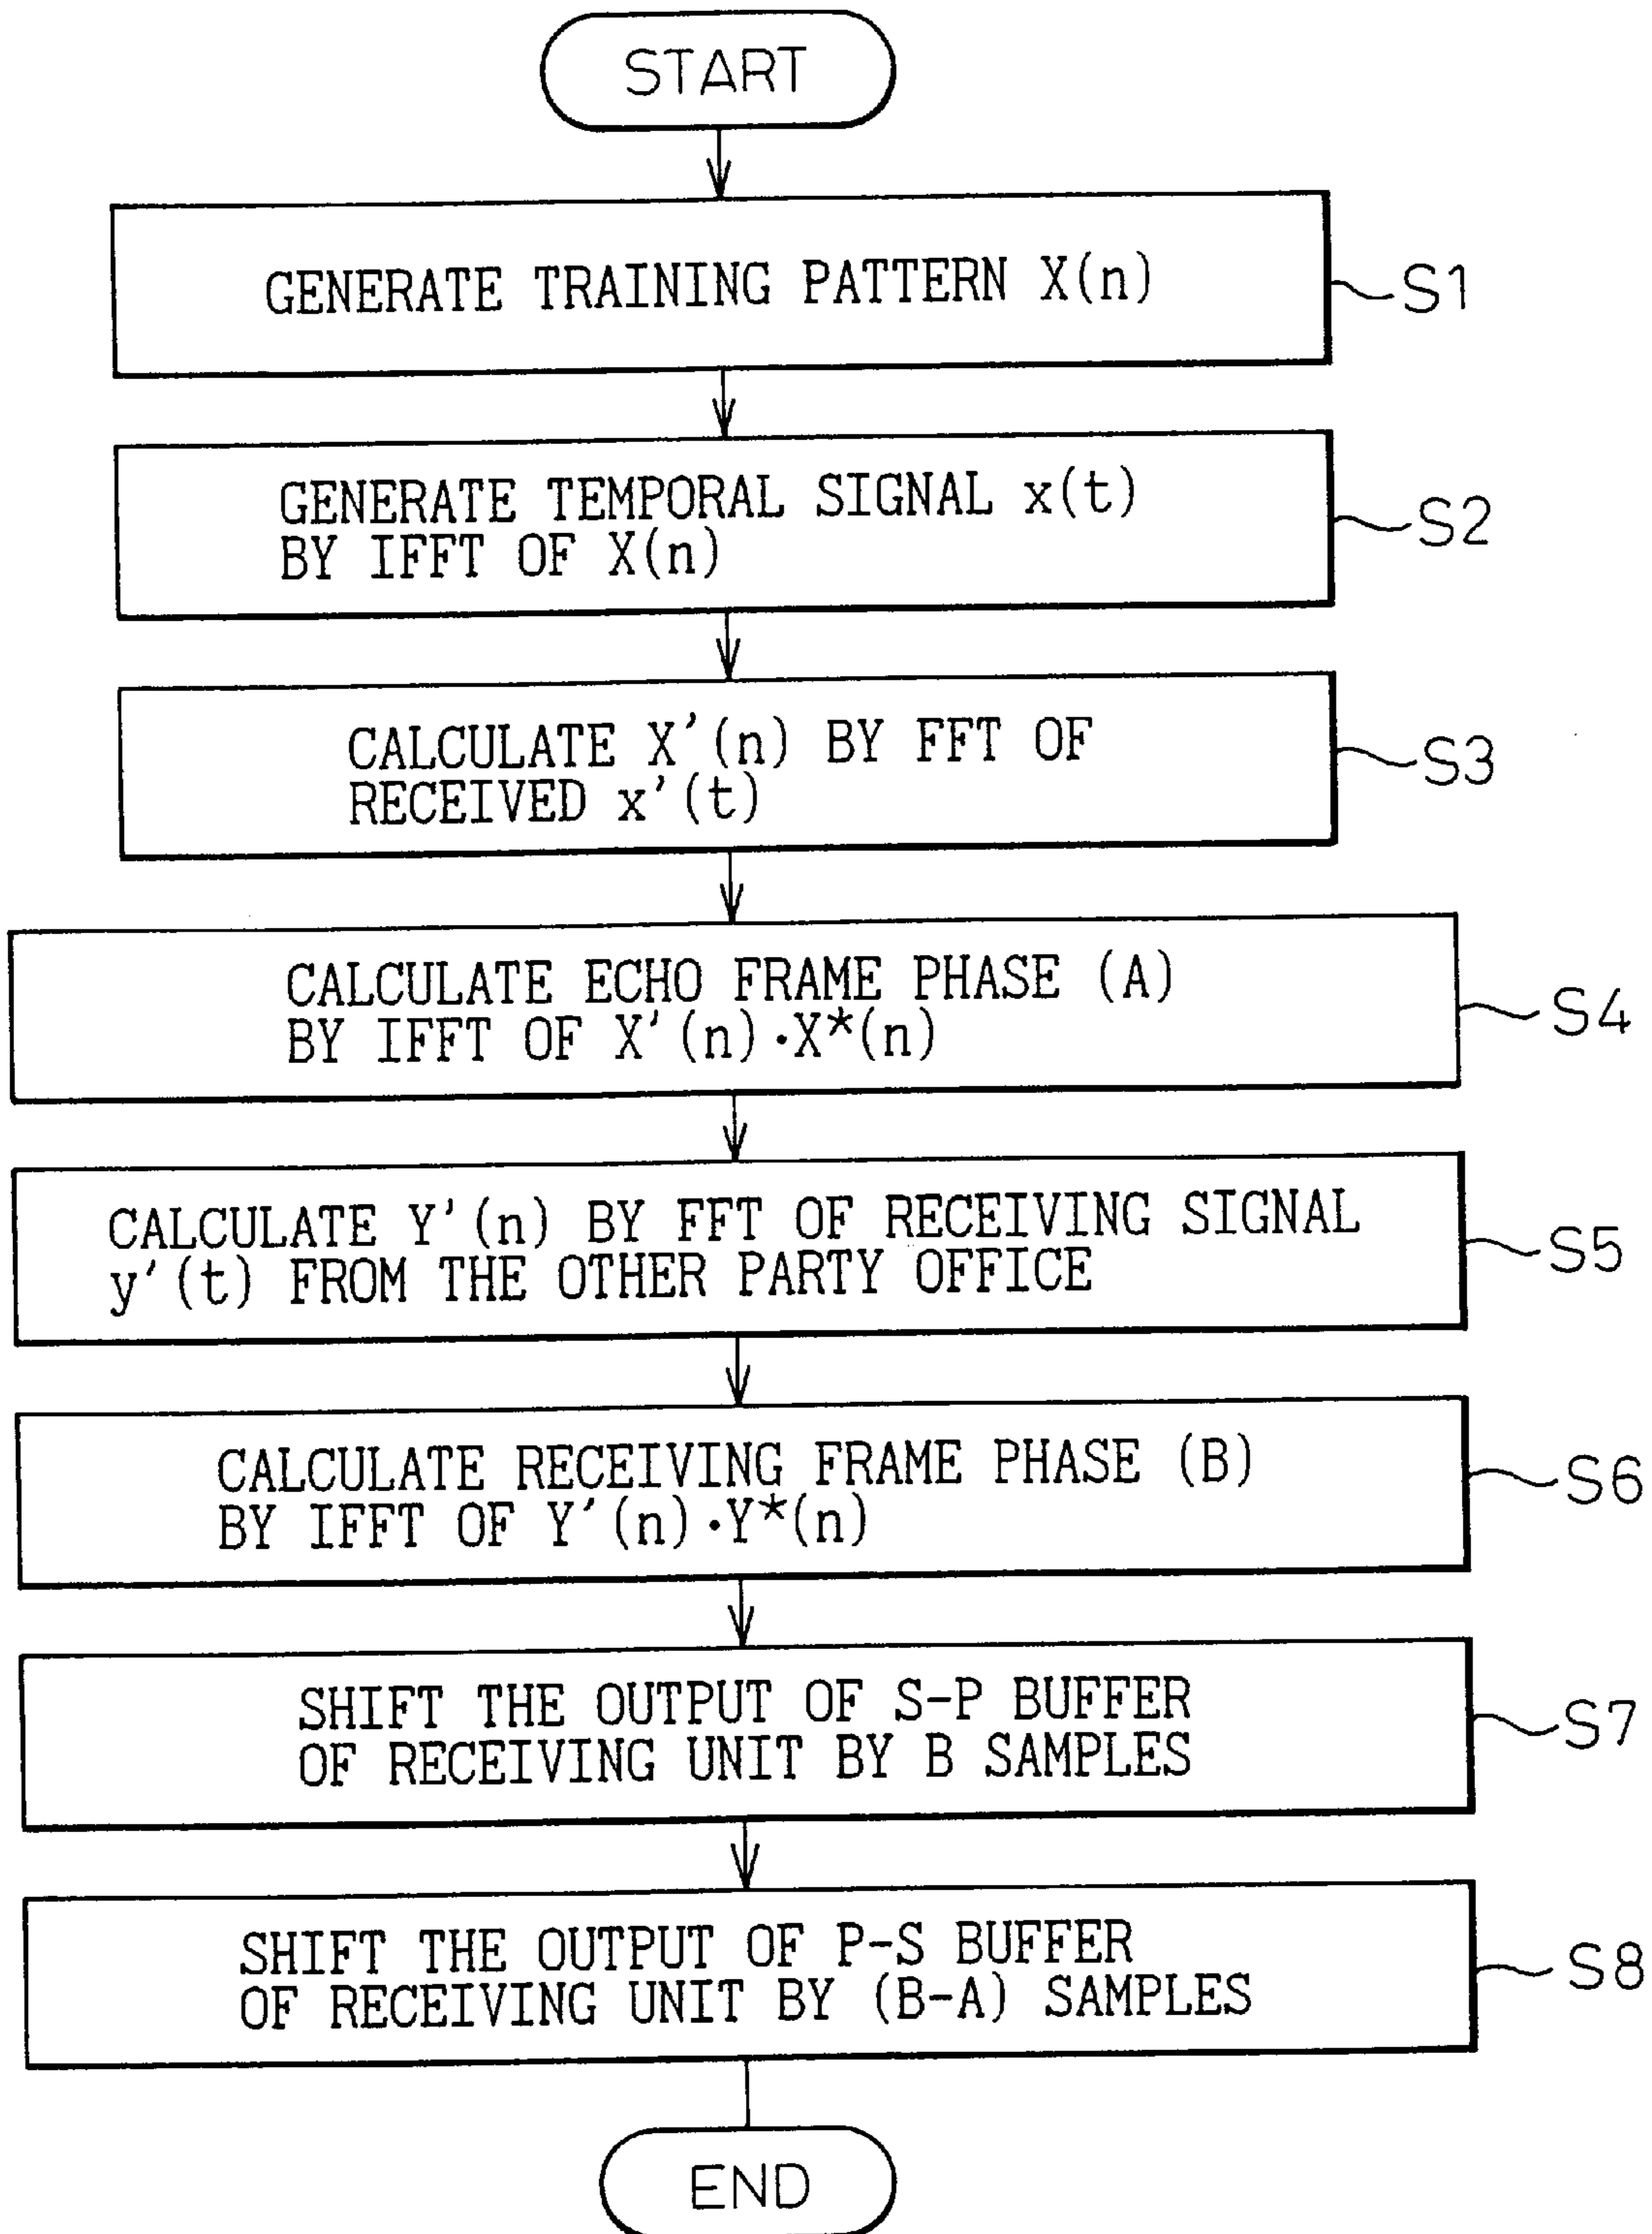 START
GENERATE TRAINING PATTERN X(n)
S1
GENERATE TEMPORAL SIGNAL x(t)
BY IFFT OF X(n)
S2
CALCULATE X'(n) BY FFT OF
RECEIVED x'(t)
S3
CALCULATE ECHO FRAME PHASE (A)
BY IFFT OF X'(n)·X*(n)
S4
CALCULATE Y'(n) BY FFT OF RECEIVING SIGNAL
y'(t) FROM THE OTHER PARTY OFFICE
S5
CALCULATE RECEIVING FRAME PHASE (B)
BY IFFT OF Y'(n)·Y*(n)
S6
SHIFT THE OUTPUT OF S-P BUFFER
OF RECEIVING UNIT BY B SAMPLES
S7
SHIFT THE OUTPUT OF P-S BUFFER
OF RECEIVING UNIT BY (B-A) SAMPLES
S8
END